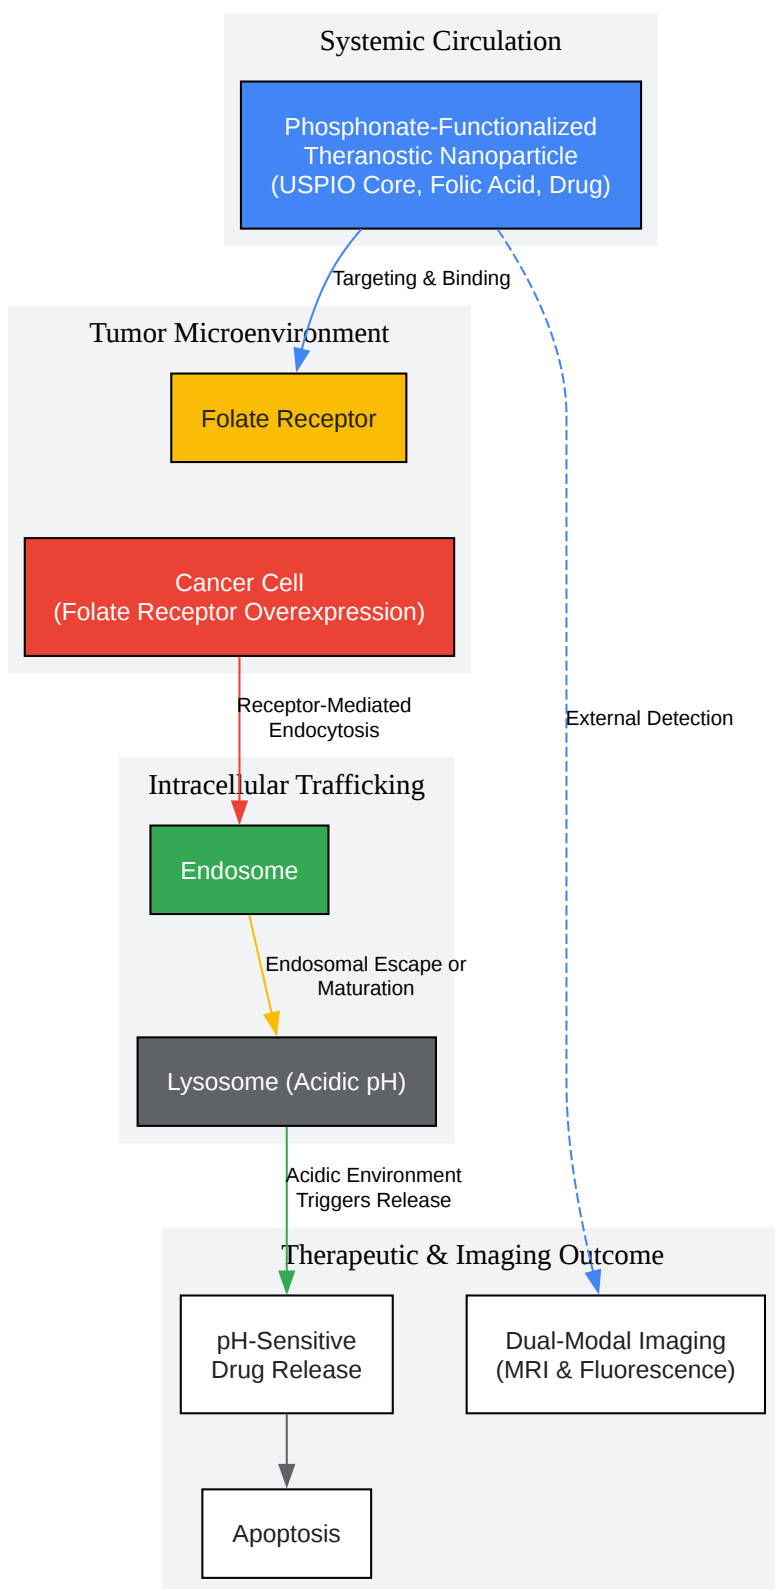 Systemic Circulation
Phosphonate-Functionalized
Theranostic Nanoparticle
(USPIO Core, Folic Acid, Drug)
Targeting & Binding
Tumor Microenvironment
Folate Receptor
Cancer Cell
(Folate Receptor Overexpression)
Receptor-Mediated
Endocytosis
External Detection
Intracellular Trafficking
Endosome
Endosomal Escape or
Maturation
Lysosome (Acidic pH)
Acidic Environment
Triggers Release
Therapeutic & Imaging Outcome
pH-Sensitive
Drug Release
Dual-Modal Imaging
(MRI & Fluorescence)
Apoptosis